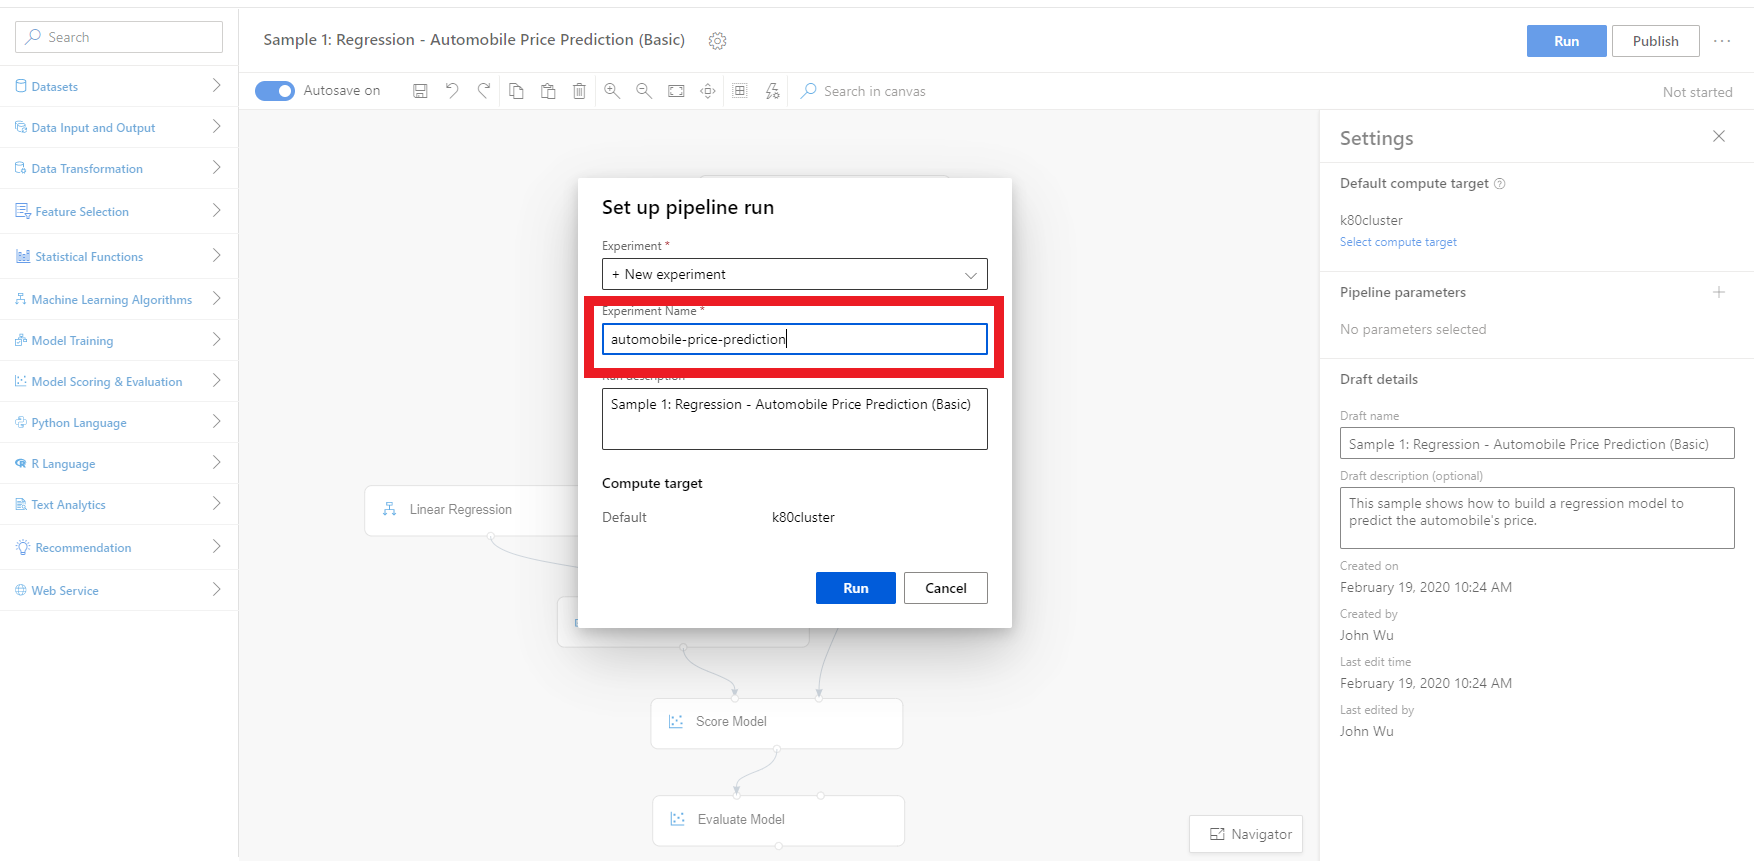 Search
Sample 1: Regression - Automobile Price Prediction (Basic)
Run
Publish
Autosave on
Search in canvas
Not started
Datasets
Data Input and Output
Data Transformation
Feature Selection
Statistical Functions
Machine Learning Algorithms
Model Training
Model Scoring & Evaluation
Python Language
R Language
Text Analytics
Recommendation
Web Service
Linear Regression
Score Model
Evaluate Model
Navigator
Set up pipeline run
Experiment *
+ New experiment
Experiment Name *
automobile-price-prediction
Run description
Sample 1: Regression - Automobile Price Prediction (Basic)
Compute target
Default k80cluster
Run
Cancel
Settings
Default compute target
k80cluster
Select compute target
Pipeline parameters
No parameters selected
Draft details
Draft name
Sample 1: Regression - Automobile Price Prediction (Basic)
Draft description (optional)
This sample shows how to build a regression model to
predict the automobile's price.
Created on
February 19, 2020 10:24 AM
Created by
John Wu
Last edit time
February 19, 2020 10:24 AM
Last edited by
John Wu